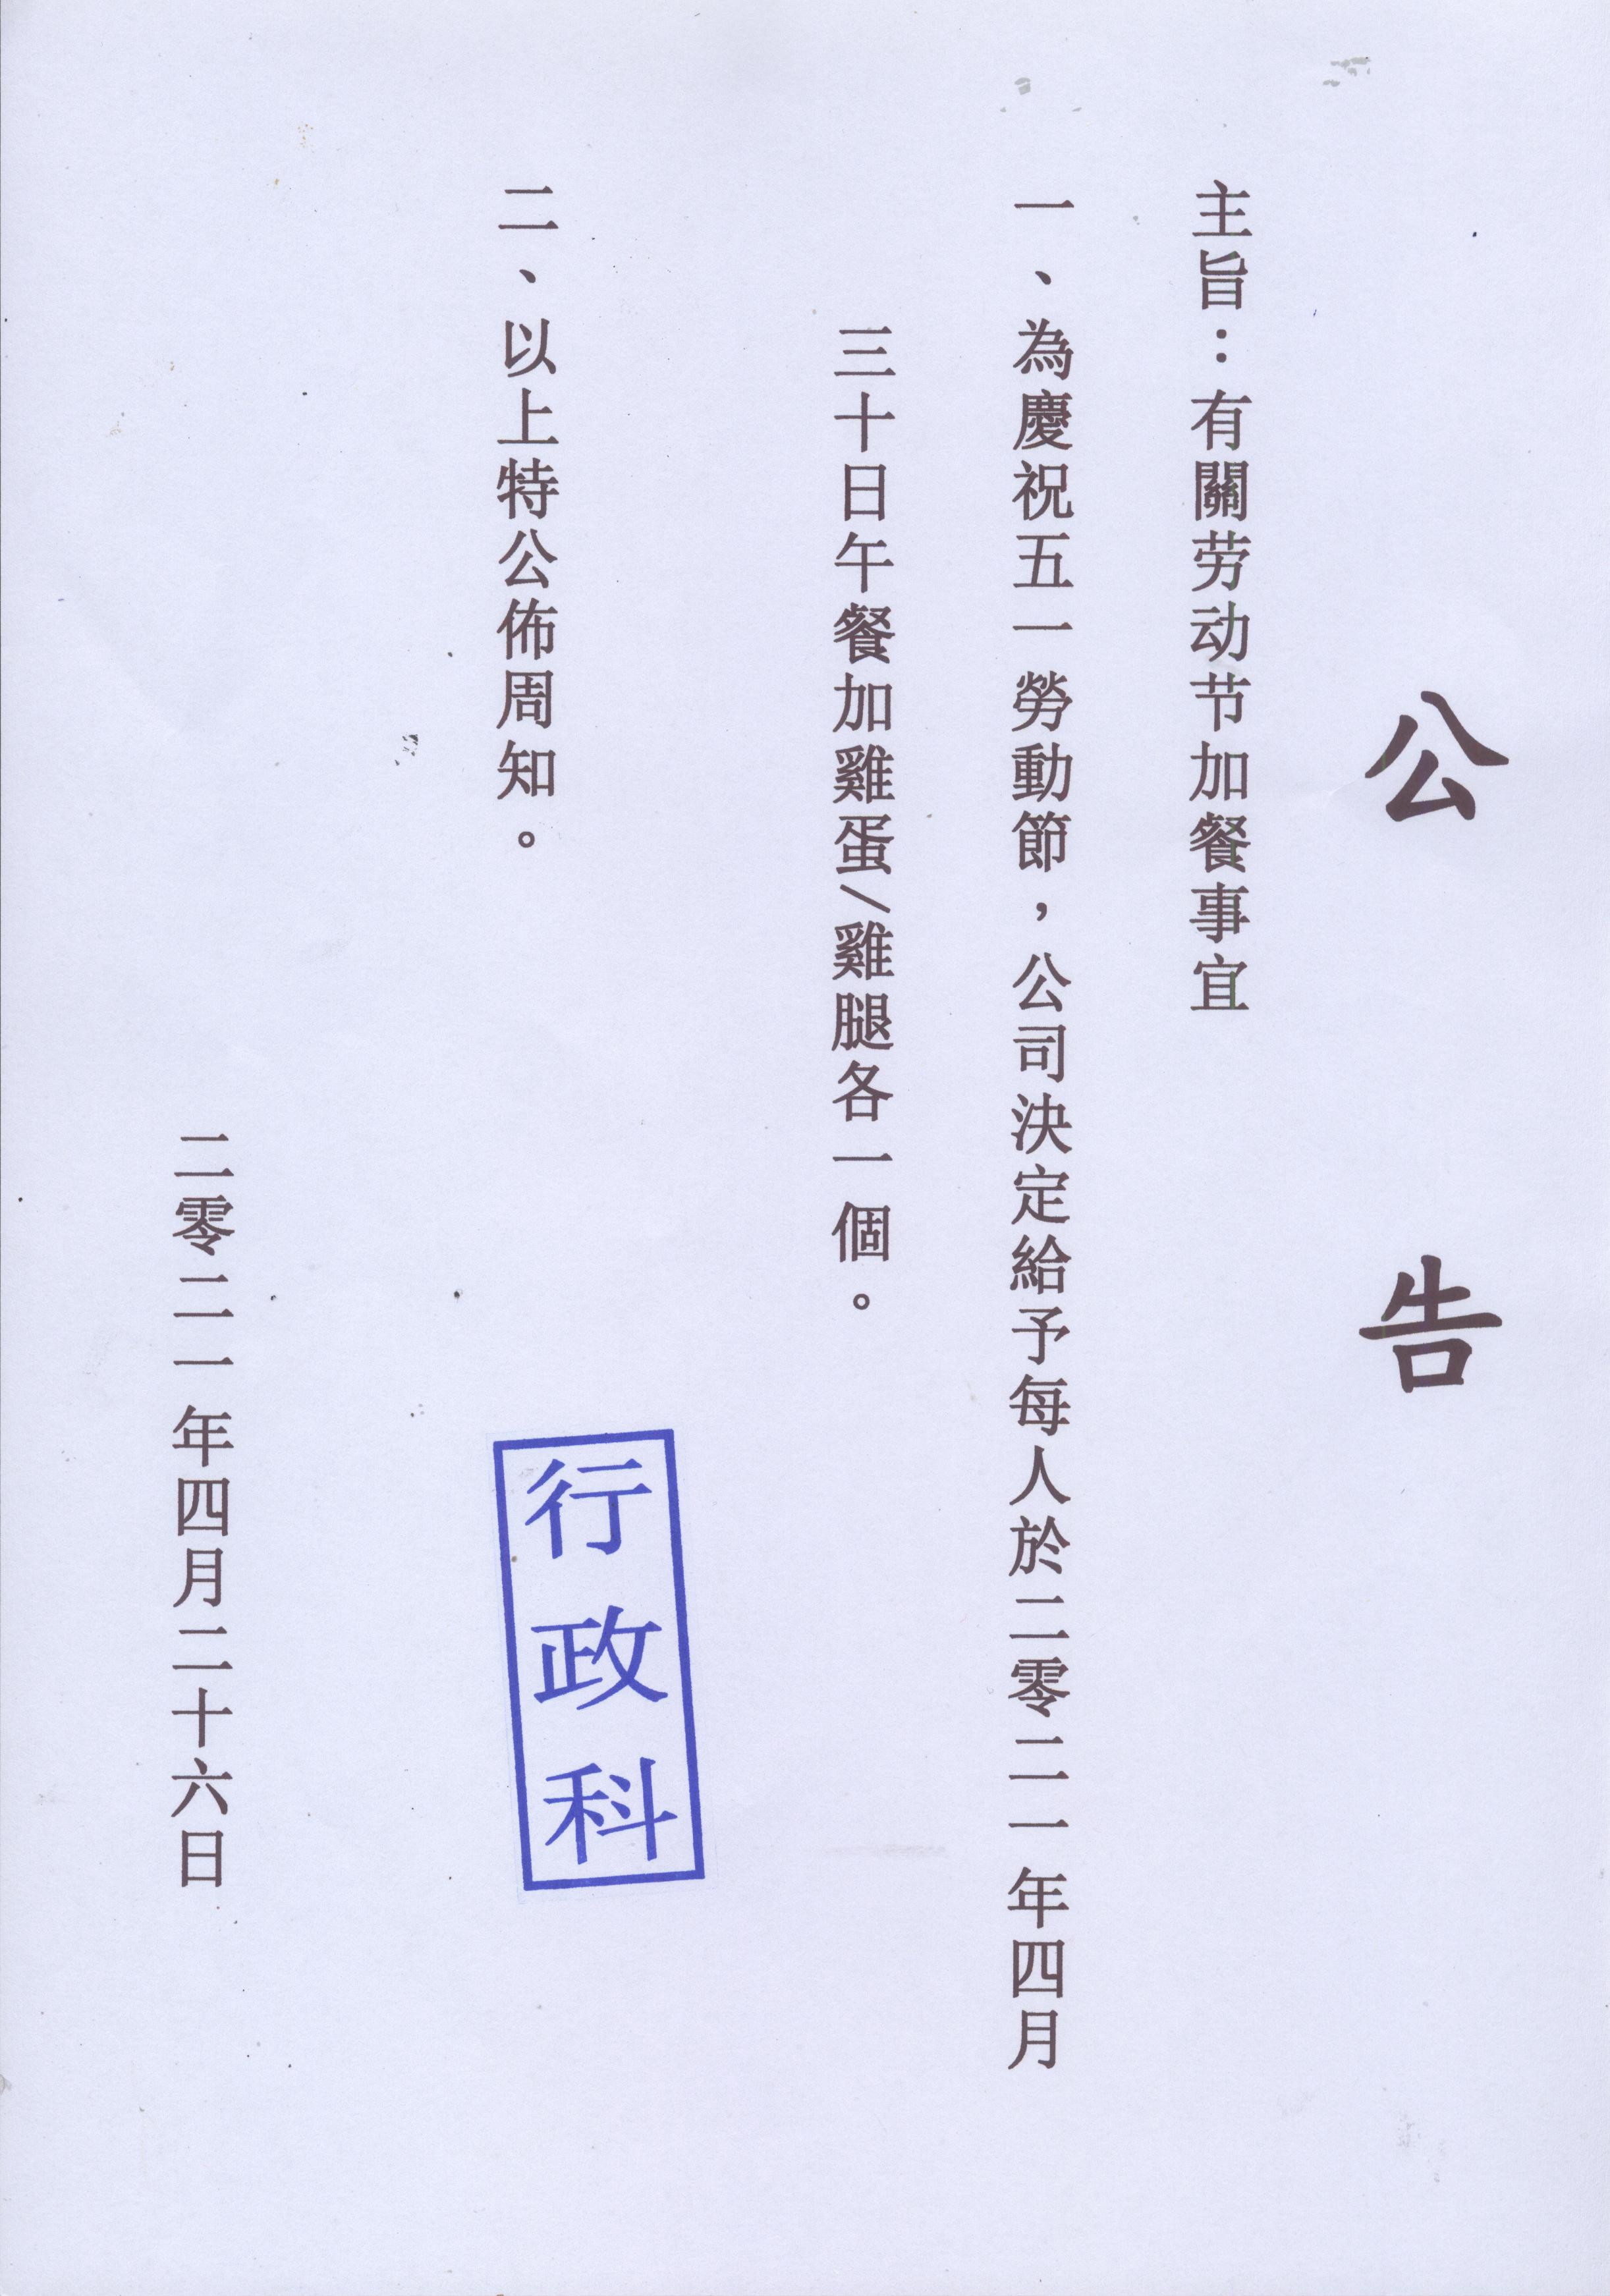 公告
主旨：有關劳动节加餐事宜
一、為慶祝五一勞動節，公司決定給予每人於二零二一年四月
三十日午餐加雞蛋/雞腿各一個。
二、以上特公佈周知。
行政科
二零二一年四月二十六日